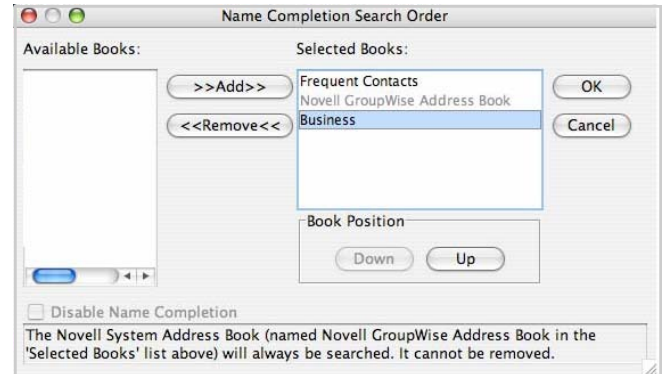 Name Completion Search Order
Available Books:
Selected Books:
>>Add>>
<<Remove<<
Frequent Contacts
Novell GroupWise Address Book
Business
OK
Cancel
Book Position
Down
Up
Disable Name Completion
The Novell System Address Book (named Novell GroupWise Address Book in the
'Selected Books' list above) will always be searched. It cannot be removed.